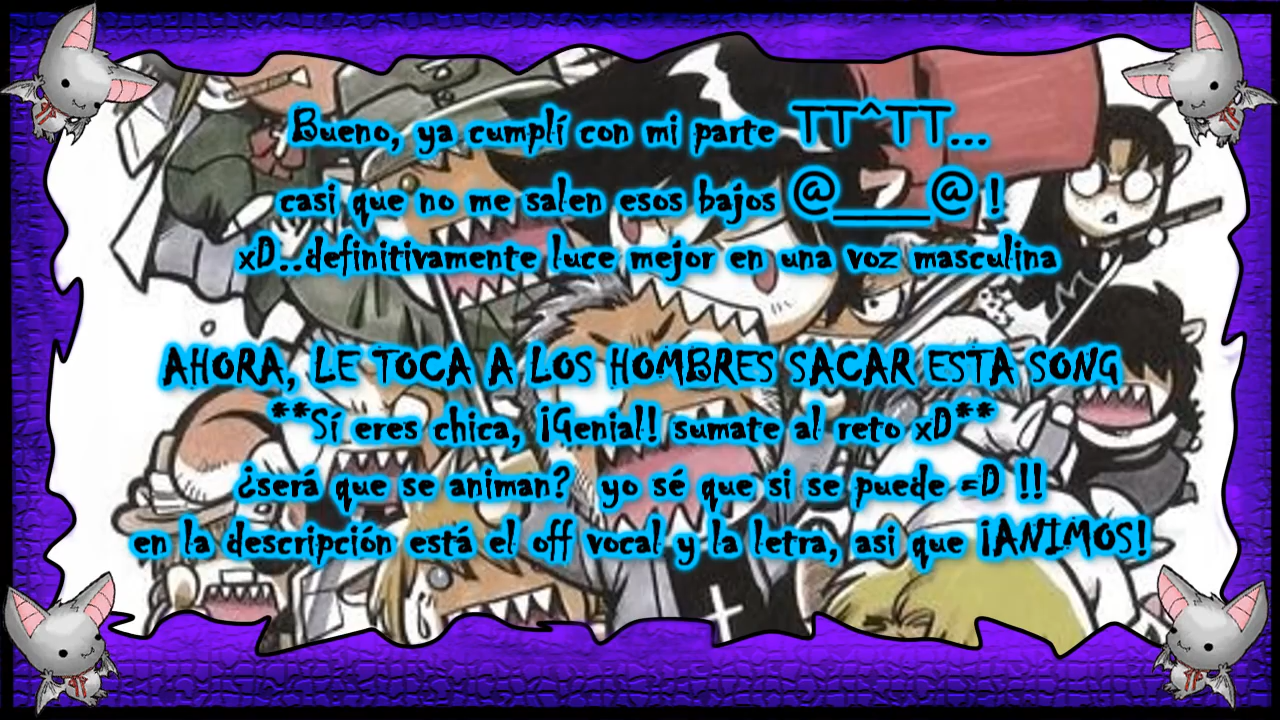 Bueno, ya cumplí con mi parte TT^TT...
casi que no me salen esos bajos @___@ !
xD..definitivamente luce mejor en una voz masculina
AHORA, LE TOCA A LOS HOMBRES SACAR ESTA SONG
**Sí eres chica, ¡Genial! sumate al reto xD**
¿será que se animan? yo sé que si se puede =D !!
en la descripción está el off vocal y la letra, asi que ¡ANIMOS!